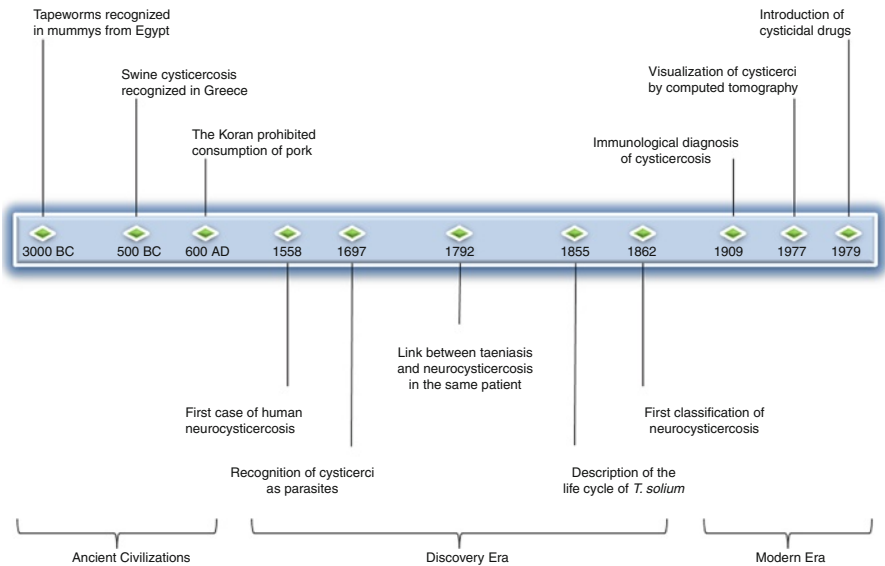 Tapeworms recognized
in mummys from Egypt
Swine cysticercosis
recognized in Greece
The Koran prohibited
consumption of pork
Immunological diagnosis
of cysticercosis
Visualization of cysticerci
by computed tomography
Introduction of
cysticidal drugs
3000 BC
500 BC
600 AD
1558
1697
1792
1855
1862
1909
1977
1979
First case of human
neurocysticercosis
Recognition of cysticerci
as parasites
Link between taeniasis
and neurocysticercosis
in the same patient
Description of the
life cycle of T. solium
First classification of
neurocysticercosis
Ancient Civilizations
Discovery Era
Modern Era